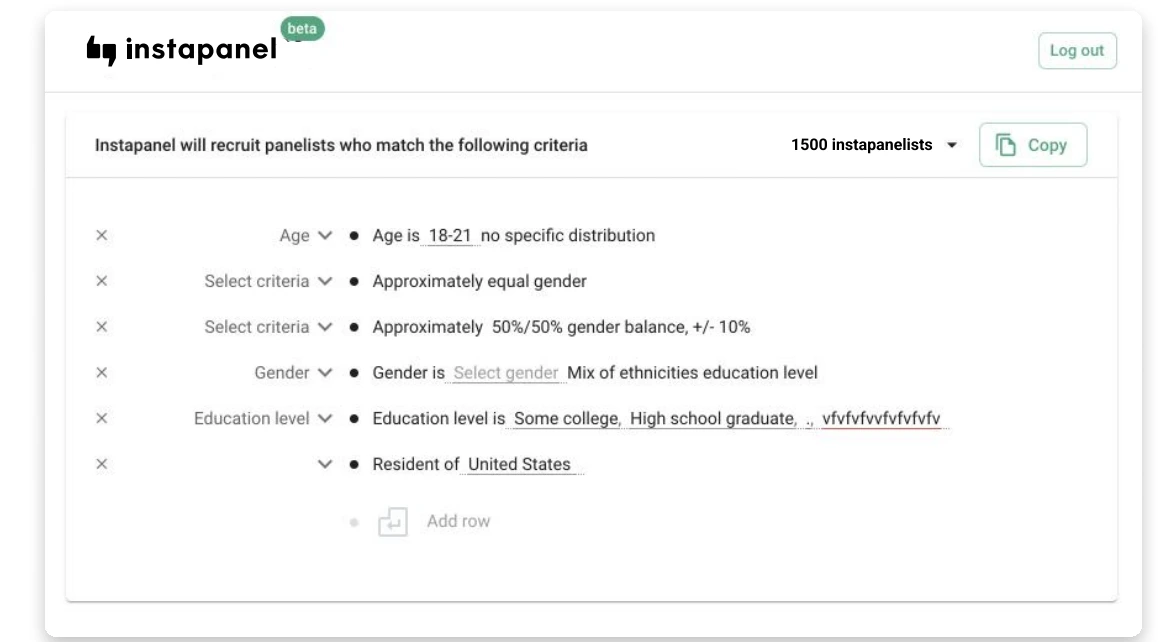 beta
instapanel
Log out
Instapanel will recruit panelists who match the following criteria
1500 instapanelists
Copy
Age Age is 18-21 no specific distribution
Select criteria Approximately equal gender
Select criteria Approximately 50%/50% gender balance, +/- 10%
Gender Gender is Select gender Mix of ethnicities education level
Education level Education level is Some college, High school graduate, ., vfvfvfvvfvfvfvfv
Resident of United States
Add row